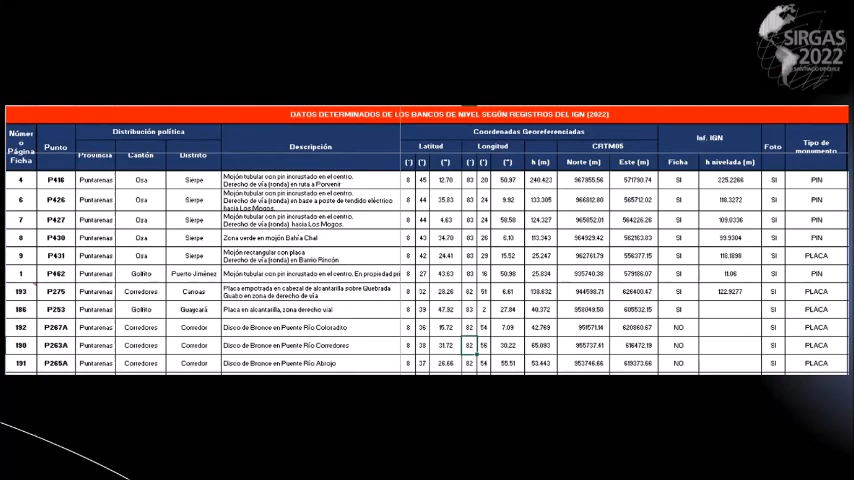 SIRGAS
2022
SANTIAGO DE CHILE
DATOS DETERMINADOS DE LOS BANCOS DE NIVEL SEGÚN REGISTROS DEL IGN (2022)
Númer o Página Ficha | Punto | Distribución política | Descripción | Coordenadas Georeferenciadas | Inf. IGN | Foto | Tipo de monumento
Latitud | Longitud | CRTM05
Provincia | Cantón | Distrito | (°) | (') | (") | (°) | (') | (") | h (m) | Norte (m) | Este (m) | Ficha | h nivelada (m)
4 P416 Puntarenas Osa Sierpe Mojón tubular con pin incrustado en el centro. Derecho de vía (ronda) en ruta a Porvenir 8 45 12.70 83 20 50.97 240.423 967855.56 571790.74 SI 225.2266 SI PIN
6 P426 Puntarenas Osa Sierpe Mojón tubular con pin incrustado en el centro. Derecho de vía (ronda) en base a poste de tendido eléctrico hacia Los Mogos. 8 44 35.83 83 24 9.92 133.305 966812.80 565712.02 SI 118.3272 SI PIN
7 P427 Puntarenas Osa Sierpe Mojón tubular con pin incrustado en el centro. Derecho de vía (ronda) hacia Los Mogos. 8 44 4.63 83 24 58.58 124.327 965852.01 564226.26 SI 109.0336 SI PIN
8 P430 Puntarenas Osa Sierpe Zona verde en mojón Bahía Chal 8 43 34.70 83 26 6.10 113.343 964929.42 562163.83 SI 99.9304 SI PIN
9 P431 Puntarenas Osa Sierpe Mojón rectangular con placa Derecho de vía (ronda) en Barrio Rincón 8 42 24.41 83 29 15.52 25.247 962761.79 556377.15 SI 118.1898 SI PLACA
1 P462 Puntarenas Golfito Puerto Jiménez Mojón tubular con pin incrustado en el centro. En propiedad pri 8 27 43.63 83 16 50.98 25.834 935740.38 579186.07 SI 11.06 SI PIN
193 P275 Puntarenas Corredores Canoas Placa empotrada en cabezal de alcantarilla sobre Quebrada Guabo en zona de derecho de vía 8 32 28.26 82 51 6.61 138.632 944598.71 626400.47 SI 122.9277 SI PLACA
186 P253 Puntarenas Golfito Guaycará Placa en alcantarilla, zona derecho vial 8 39 47.92 83 2 27.84 40.372 958049.50 605532.15 SI SI PLACA
192 P267A Puntarenas Corredores Corredor Disco de Bronce en Puente Río Coloradito 8 36 15.72 82 54 7.09 42.769 951571.14 620860.67 NO SI PLACA
190 P263A Puntarenas Corredores Corredor Disco de Bronce en Puente Río Corredores 8 38 31.72 82 56 30.22 65.093 955737.41 616472.19 NO SI PLACA
191 P265A Puntarenas Corredores Corredor Disco de Bronce en Puente Río Abrojo 8 37 26.66 82 54 55.51 53.443 953746.66 619373.66 NO SI PLACA